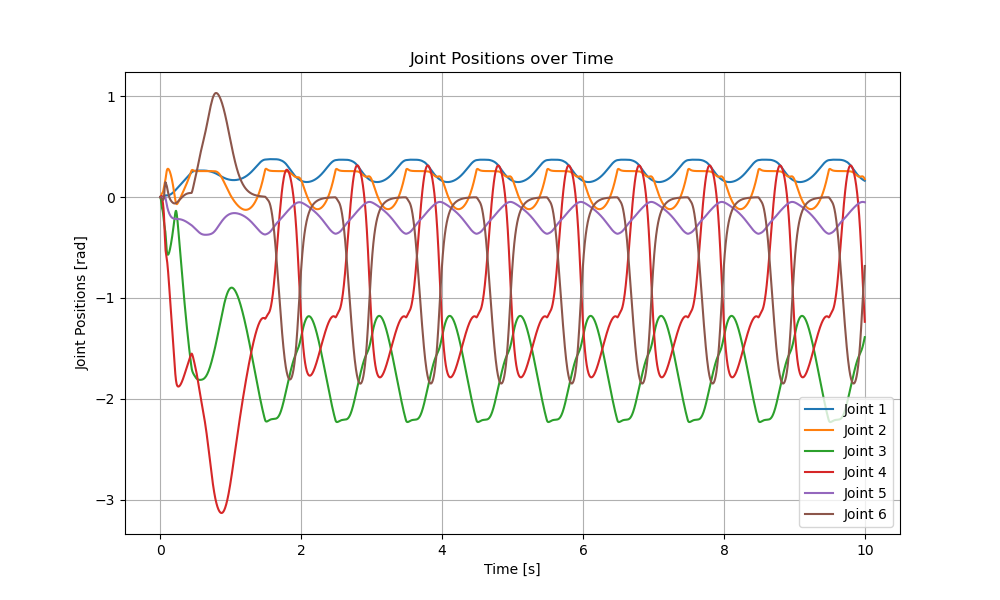 Joint Positions over Time
Joint Positions [rad]
1
0
−1
−2
−3
0
2
4
6
8
10
Time [s]
Joint 1
Joint 2
Joint 3
Joint 4
Joint 5
Joint 6